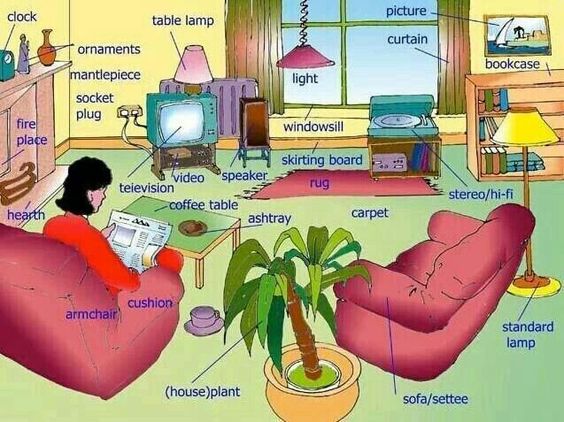 clock
table lamp
picture
ornaments
curtain
mantlepiece
light
bookcase
socket
plug
fire
place
windowsill
video
speaker
skirting board
television
rug
stereo/hi-fi
hearth
coffee table
ashtray
carpet
armchair
cushion
standard
lamp
(house)plant
sofa/settee